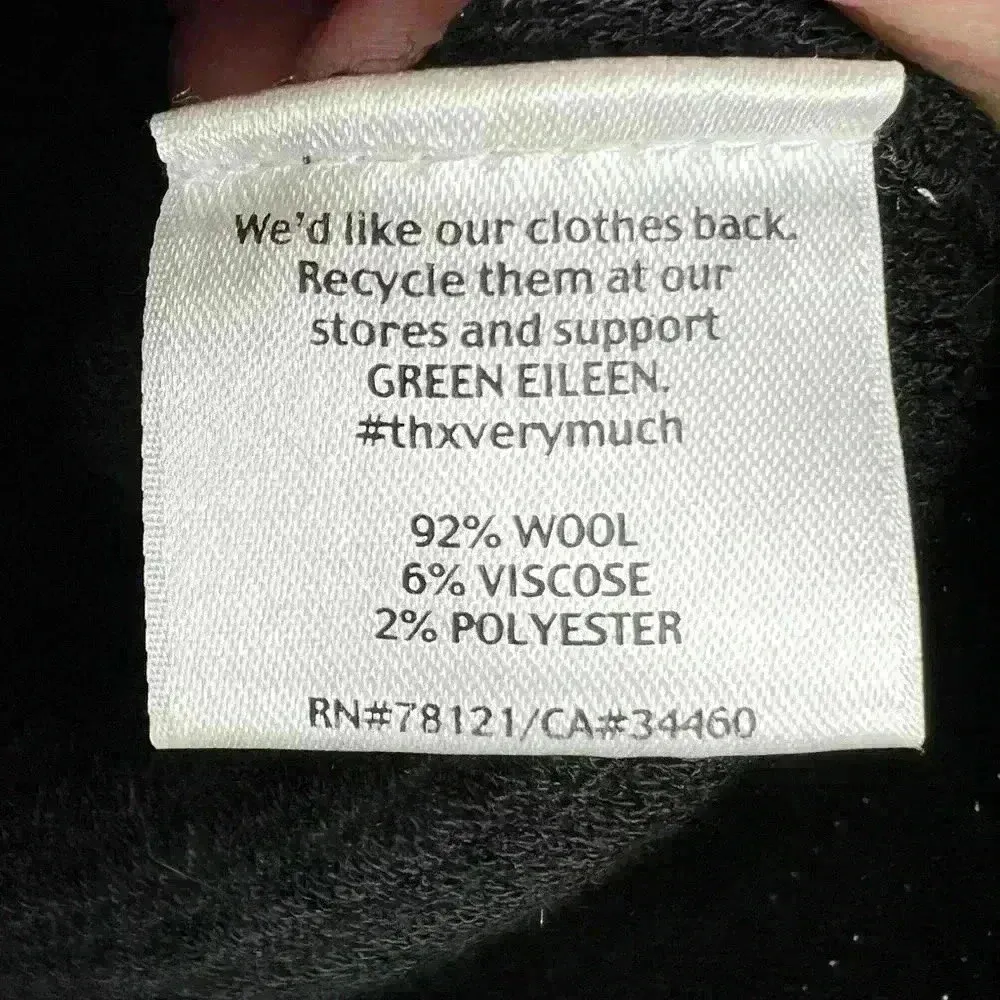 We'd like our clothes back.
Recycle them at our
stores and support
GREEN EILEEN.
#thxverymuch
92% WOOL
6% VISCOSE
2% POLYESTER
RN#78121/CA#34460